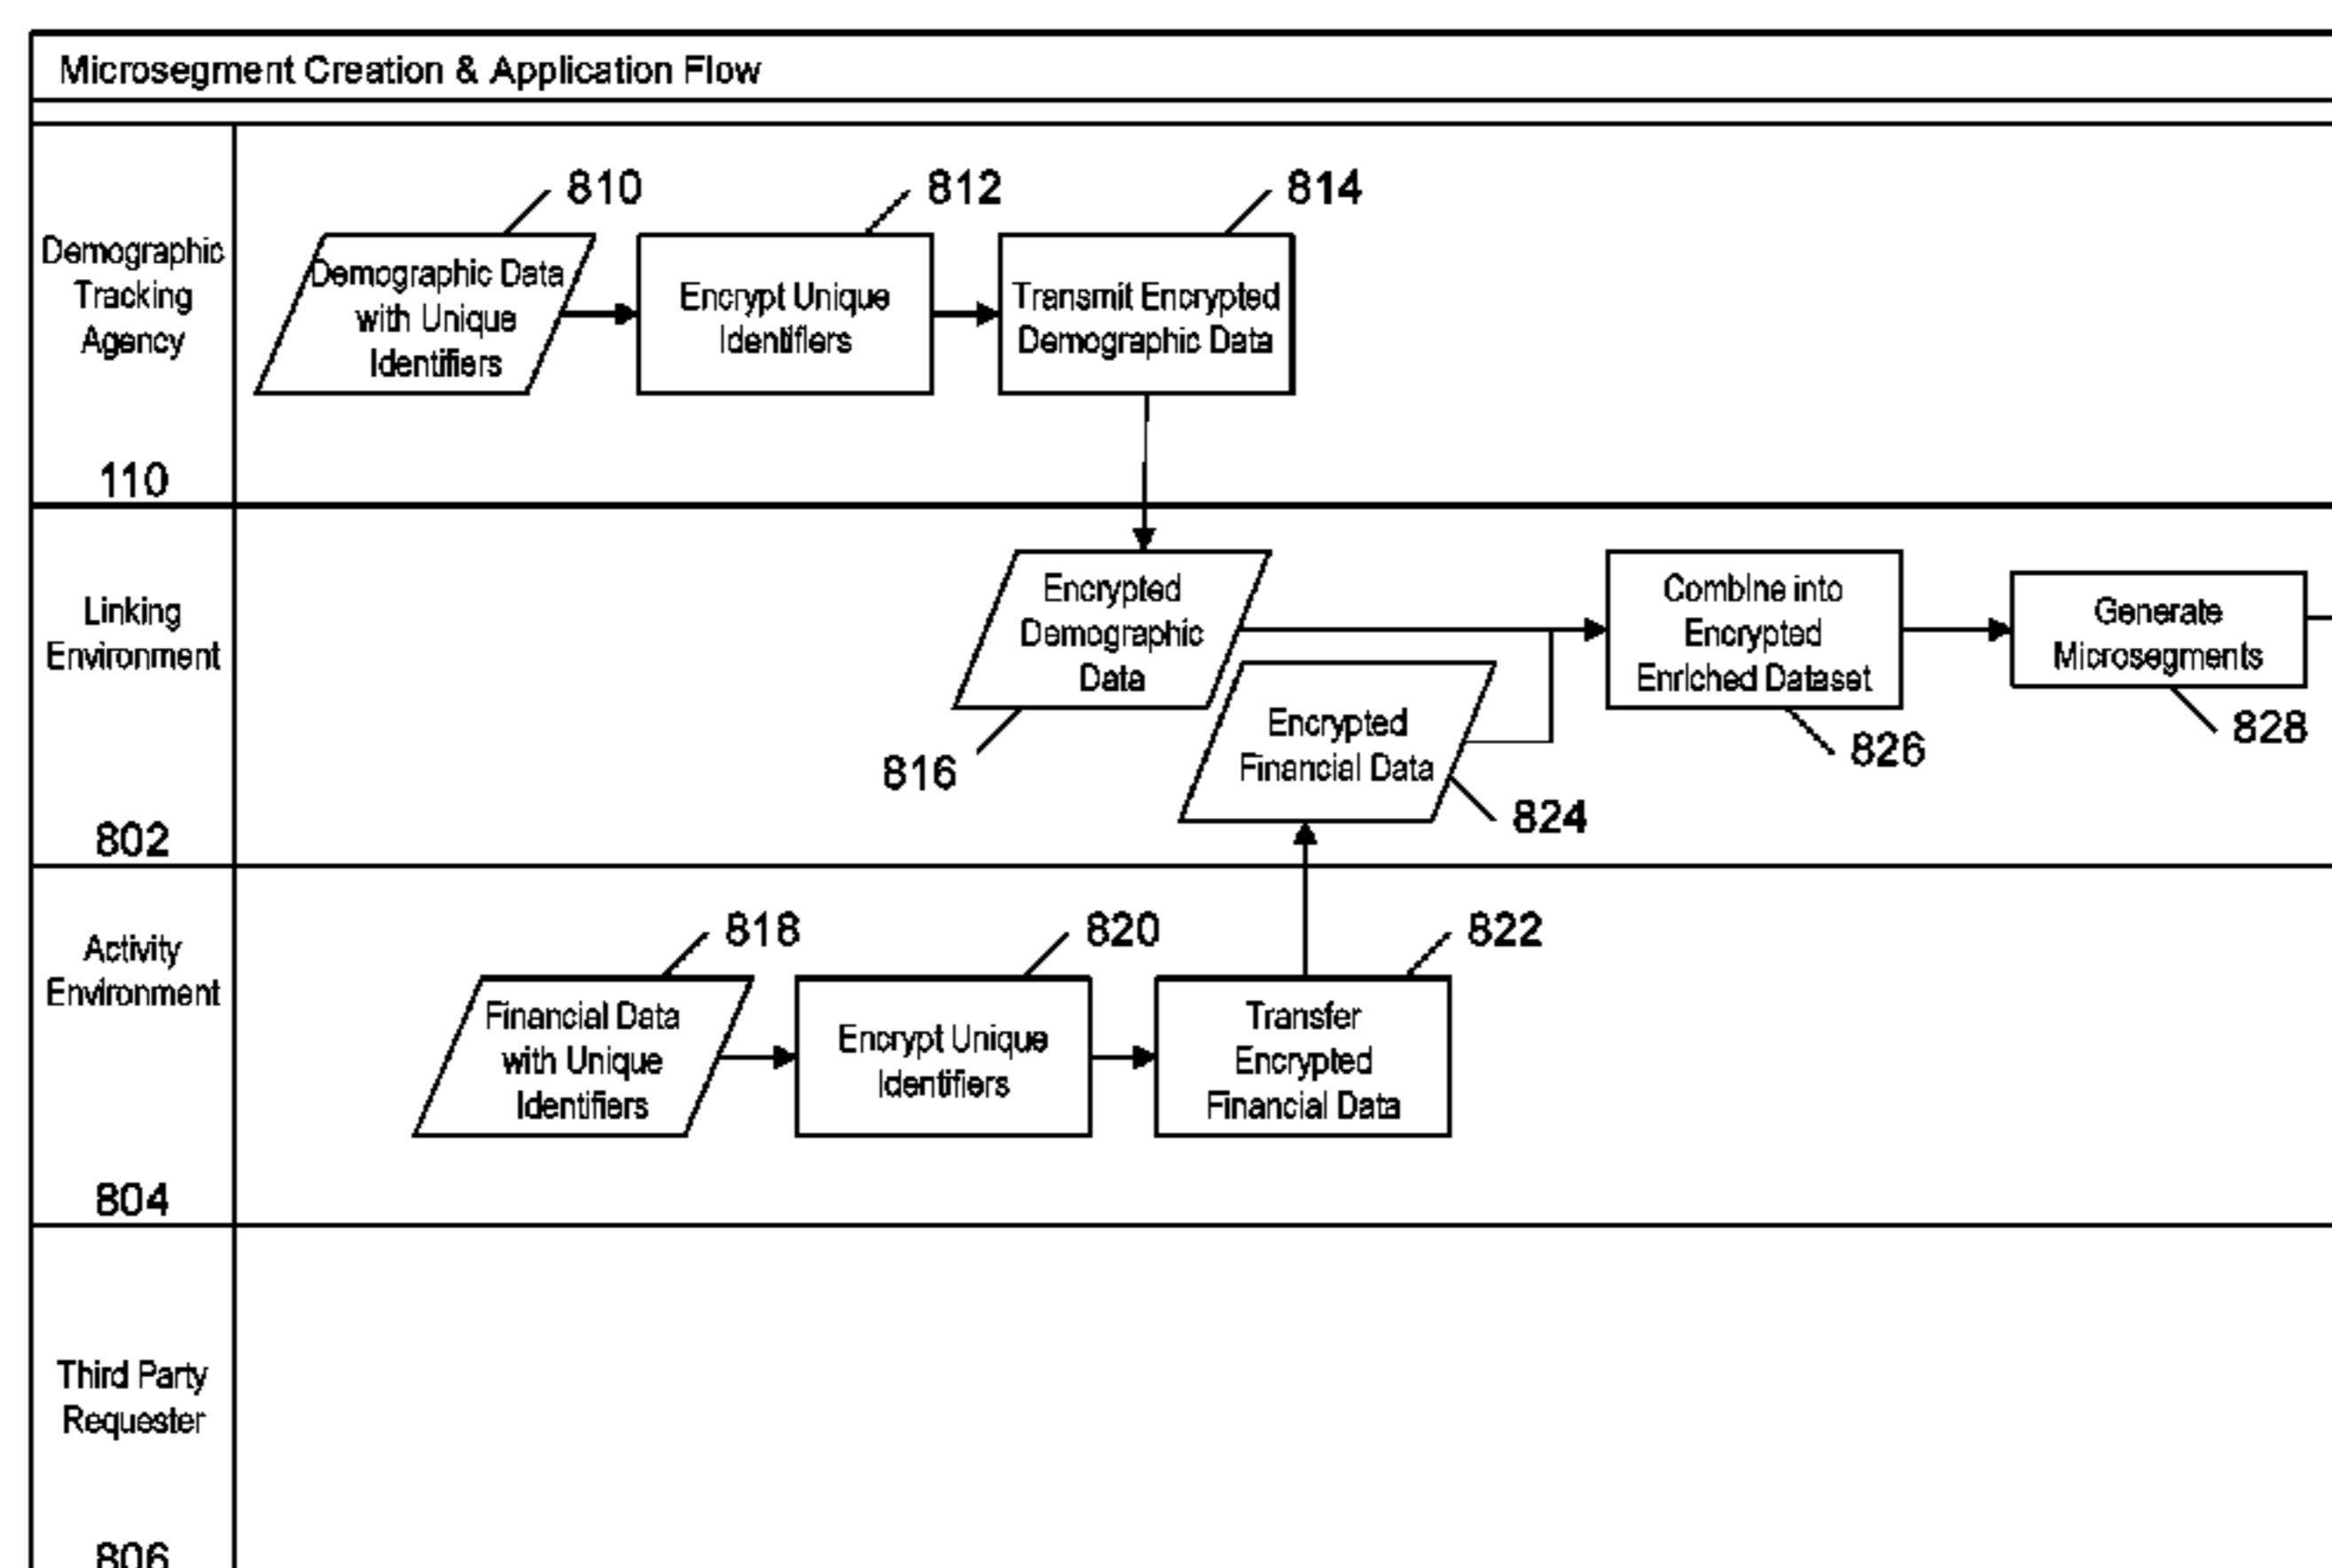 Microsegment Creation & Application Flow
810
812
814
Demographic
Tracking
Agency
110
Demographic Data
with Unique
Identifiers
Encrypt Unique
Identifiers
Transmit Encrypted
Demographic Data
Linking
Environment
802
Encrypted
Demographic
Data
816
Encrypted
Financial Data
824
Combine into
Encrypted
Enriched Dataset
826
Generate
Microsegments
828
Activity
Environment
804
818
820
822
Financial Data
with Unique
Identifiers
Encrypt Unique
Identifiers
Transfer
Encrypted
Financial Data
Third Party
Requester
806